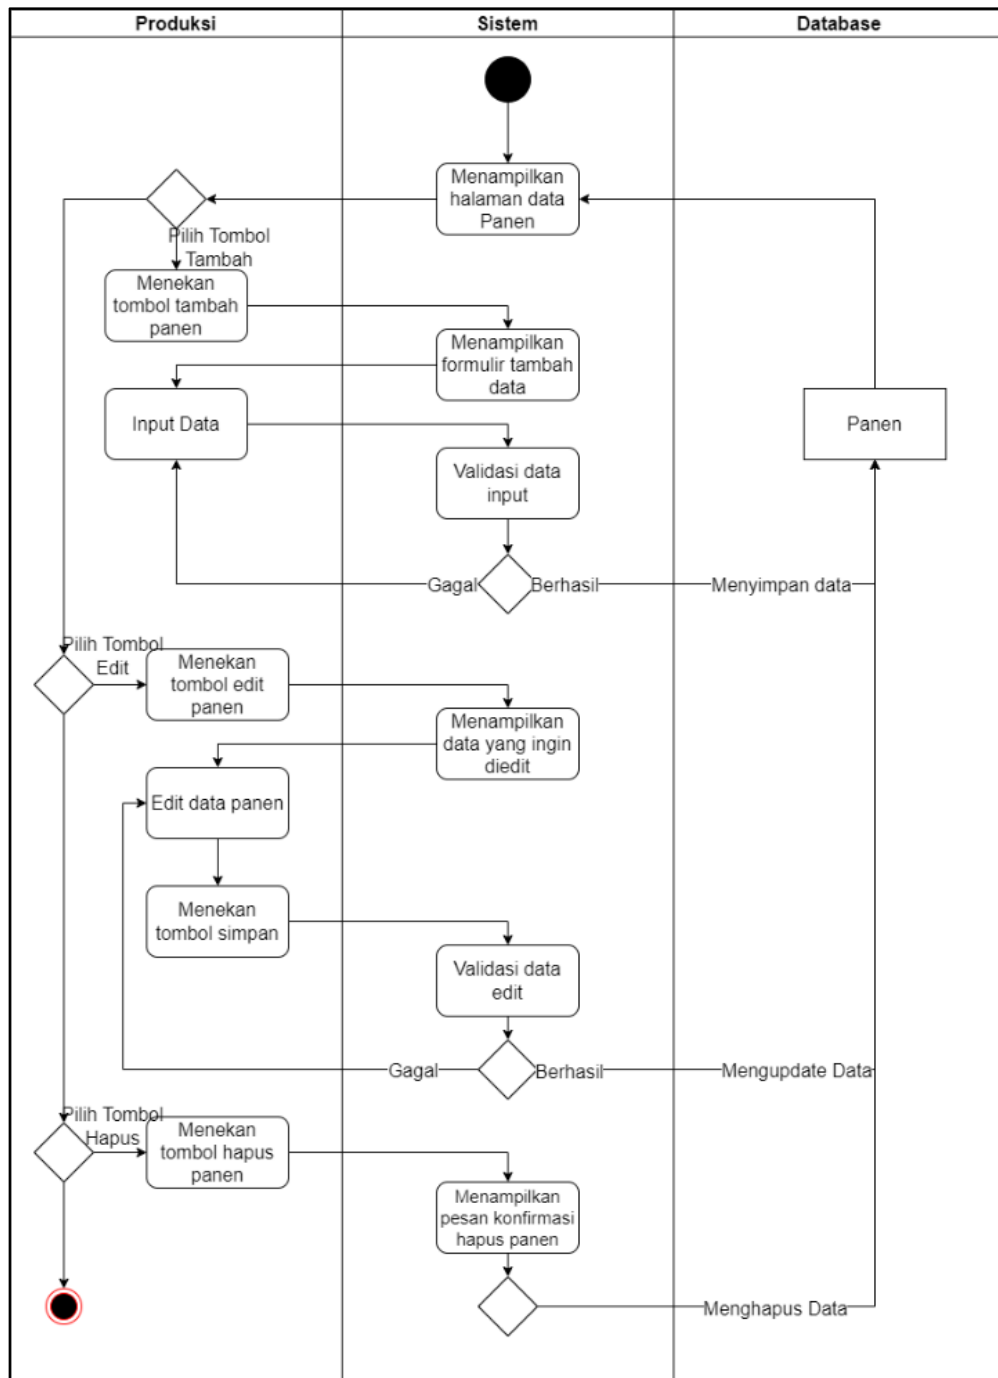 Produksi
Sistem
Database
Menampilkan
halaman data
Panen
Pilih Tombol
Tambah
Menekan
tombol tambah
panen
Menampilkan
formulir tambah
data
Input Data
Panen
Validasi data
input
Gagal
Berhasil
Menyimpan data
Pilih Tombol
Edit
Menekan
tombol edit
panen
Menampilkan
data yang ingin
diedit
Edit data panen
Menekan
tombol simpan
Validasi data
edit
Gagal
Berhasil
Mengupdate Data
Pilih Tombol
Hapus
Menekan
tombol hapus
panen
Menampilkan
pesan konfirmasi
hapus panen
Menghapus Data